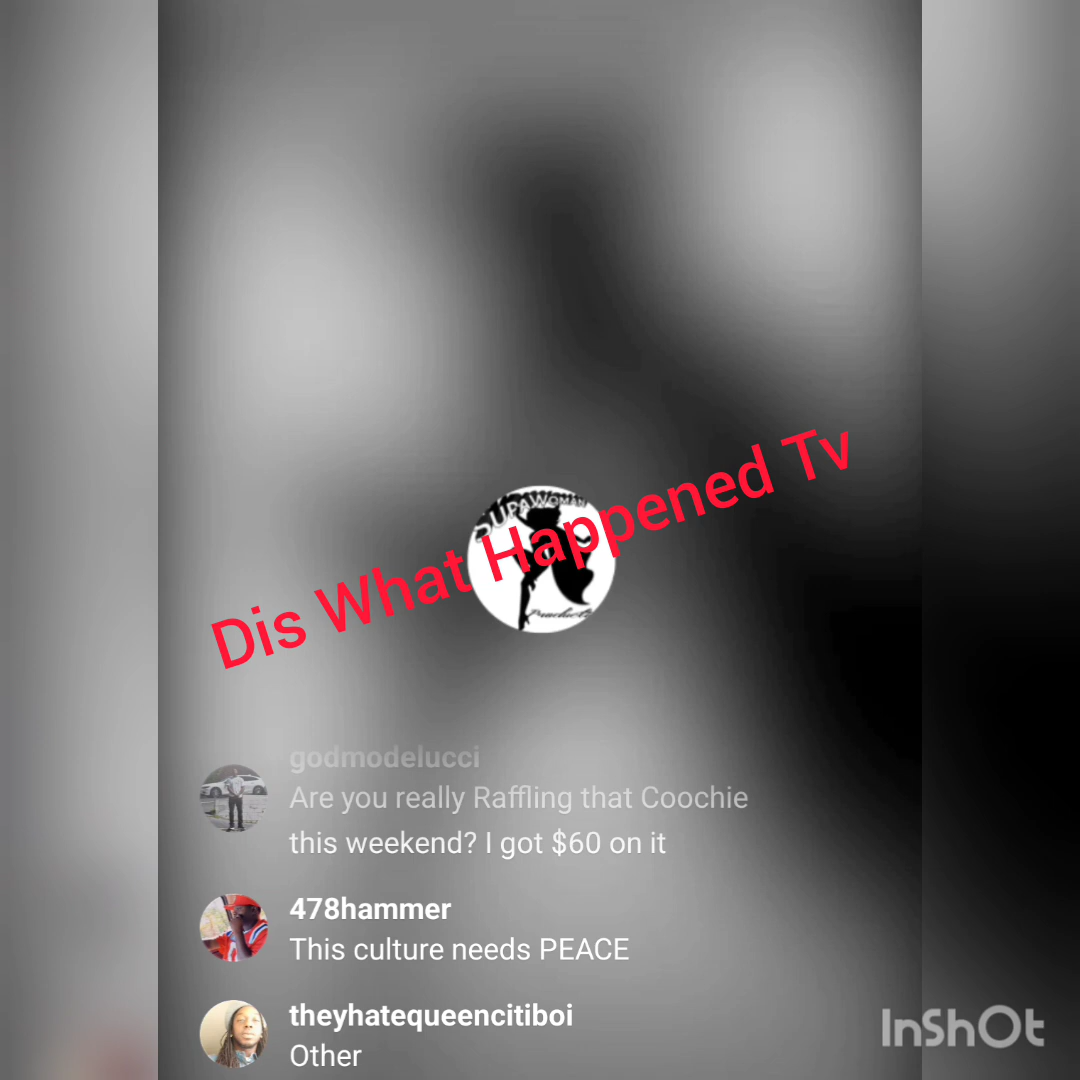 SUPAWOMAN
Dis What Happened Tv
godmodelucci
Are you really Raffling that Coochie
this weekend? I got $60 on it
478hammer
This culture needs PEACE
theyhatequeencitiboi
Other
InShOt